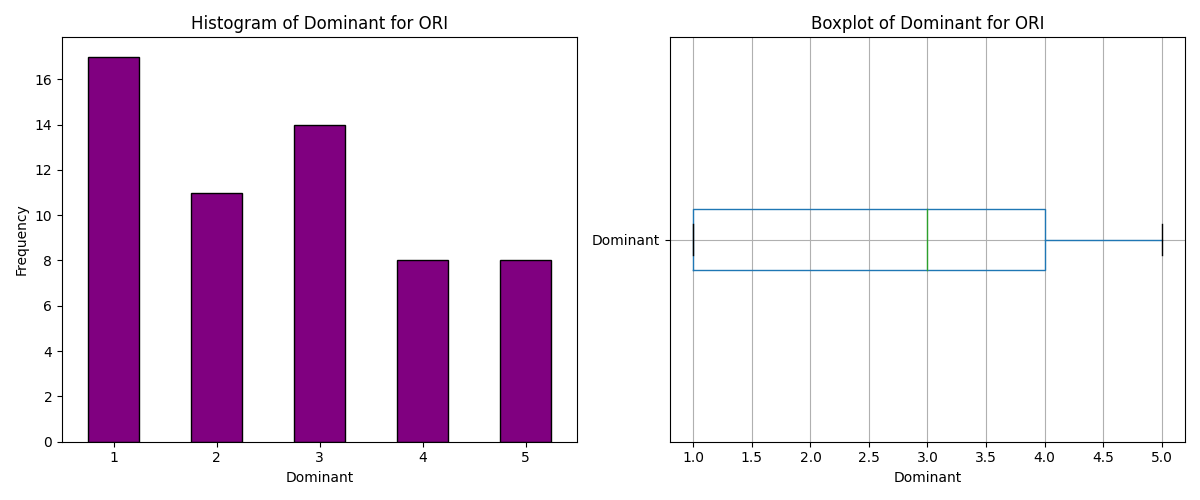 Histogram of Dominant for ORI
Frequency
16
14
12
10
8
6
4
2
0
1 2 3 4 5
Dominant
Boxplot of Dominant for ORI
Dominant
1.0 1.5 2.0 2.5 3.0 3.5 4.0 4.5 5.0
Dominant